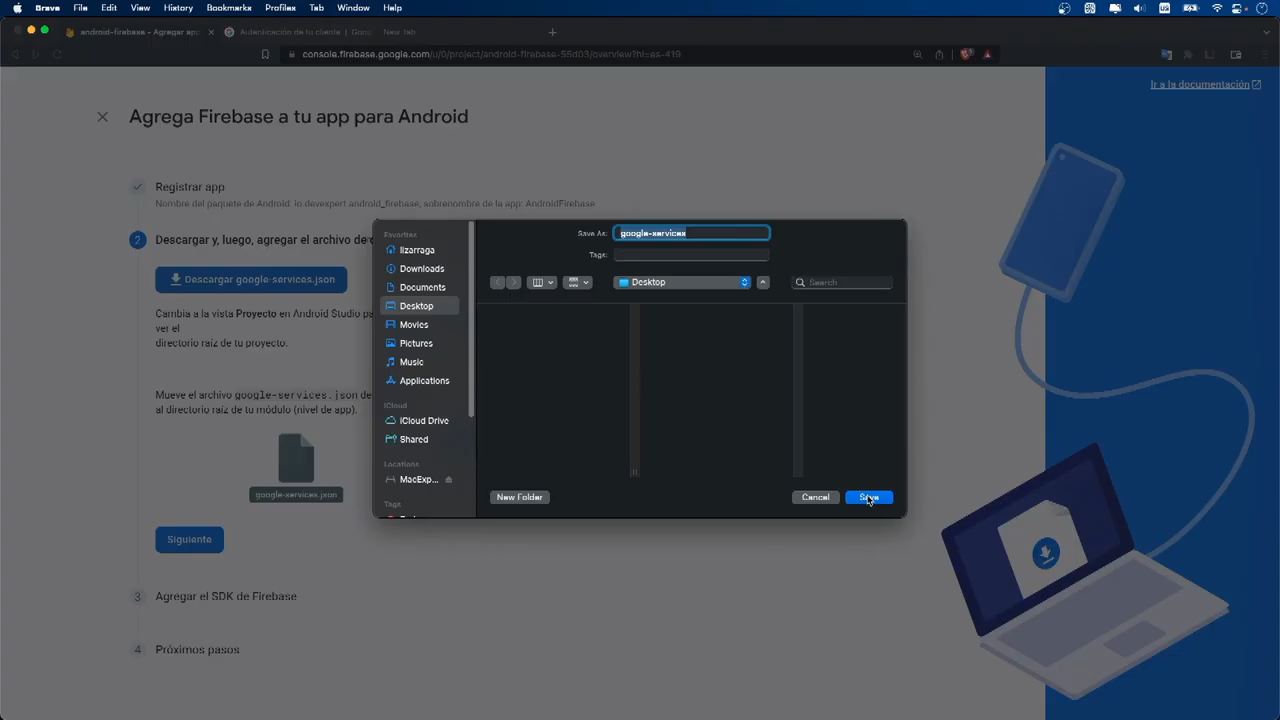 Brave File Edit View History Bookmarks Profiles Tab Window Help
android-firebase - Agregar app
Autenticación de tu cliente | Goog
New Tab
console.firebase.google.com/u/0/project/android-firebase-55d03/overview?hl=es-419
Ir a la documentación
Agrega Firebase a tu app para Android
Registrar app
Nombre del paquete de Android: io.devexpert.android_firebase, sobrenombre de la app: AndroidFirebase
2 Descargar y, luego, agregar el archivo de
Descargar google-services.json
Cambia a la vista Proyecto en Android Studio pa
ver el
directorio raíz de tu proyecto.
Mueve el archivo google-services.json de
al directorio raíz de tu módulo (nivel de app).
google-services.json
Siguiente
3 Agregar el SDK de Firebase
4 Próximos pasos
Favorites
lizarraga
Downloads
Documents
Desktop
Movies
Pictures
Music
Applications
iCloud
iCloud Drive
Shared
Locations
MacExp...
Tags
Save As: google-services
Tags:
Desktop
Search
New Folder
Cancel
Save